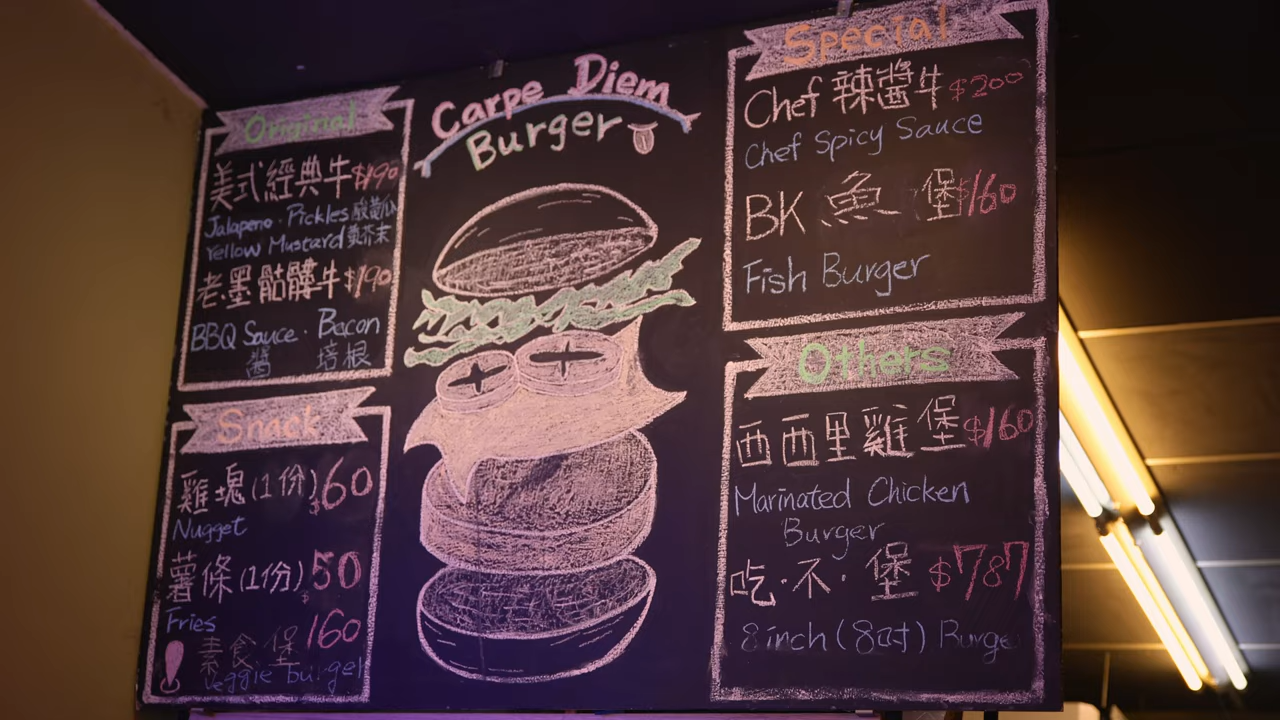 Carpe Diem
Burger
Original
美式經典牛 $190
Jalapeno · Pickles 酸黃瓜
Yellow Mustard 黃芥末
老墨骷髏牛 $190
BBQ Sauce · Bacon
醬 培根
Snack
雞塊(1份) $60
Nugget
薯條(1份) $50
Fries
素食堡 160
Veggie burger
Special
Chef 辣醬牛 $200
Chef Spicy Sauce
BK 魚 堡 $160
Fish Burger
Others
西西里雞堡 $160
Marinated Chicken
Burger
吃·不·堡 $787
8 inch (8吋) Burge